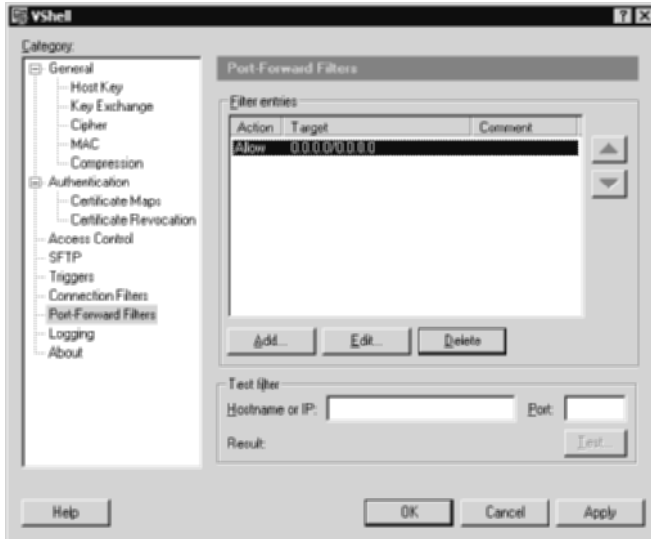 VShell
Category:
General
Host Key
Key Exchange
Cipher
MAC
Compression
Authentication
Certificate Maps
Certificate Revocation
Access Control
SFTP
Triggers
Connection Filters
Port-Forward Filters
Logging
About
Port-Forward Filters
Filter entries
Action Target Comment
Allow 0.0.0.0/0.0.0.0
Add... Edit... Delete
Test filter
Hostname or IP: Port:
Result: Test...
Help OK Cancel Apply